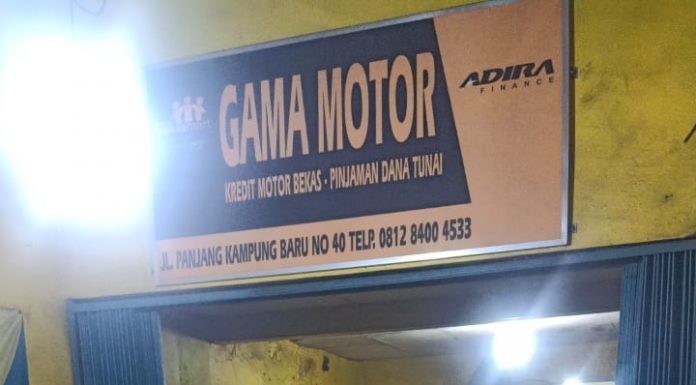 GAMA MOTOR
ADIRA
FINANCE
KREDIT MOTOR BEKAS - PINJAMAN DANA TUNAI
JL. PANJANG KAMPUNG BARU NO 40 TELP. 0812 8400 4533